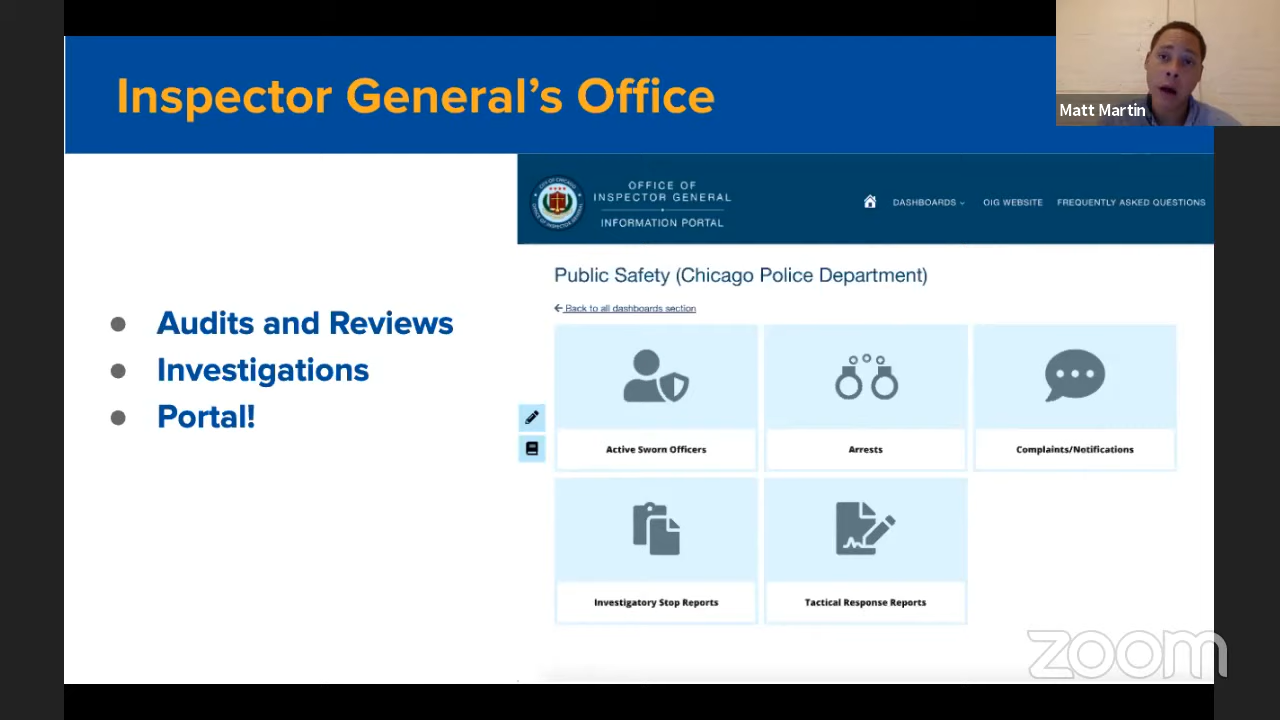 Inspector General's Office
Matt Martin
OFFICE OF
INSPECTOR GENERAL
INFORMATION PORTAL
DASHBOARDS
OIG WEBSITE
FREQUENTLY ASKED QUESTIONS
Public Safety (Chicago Police Department)
Back to all dashboards section
Audits and Reviews
Investigations
Portal!
Active Sworn Officers
Arrests
Complaints/Notifications
Investigatory Stop Reports
Tactical Response Reports
zoom